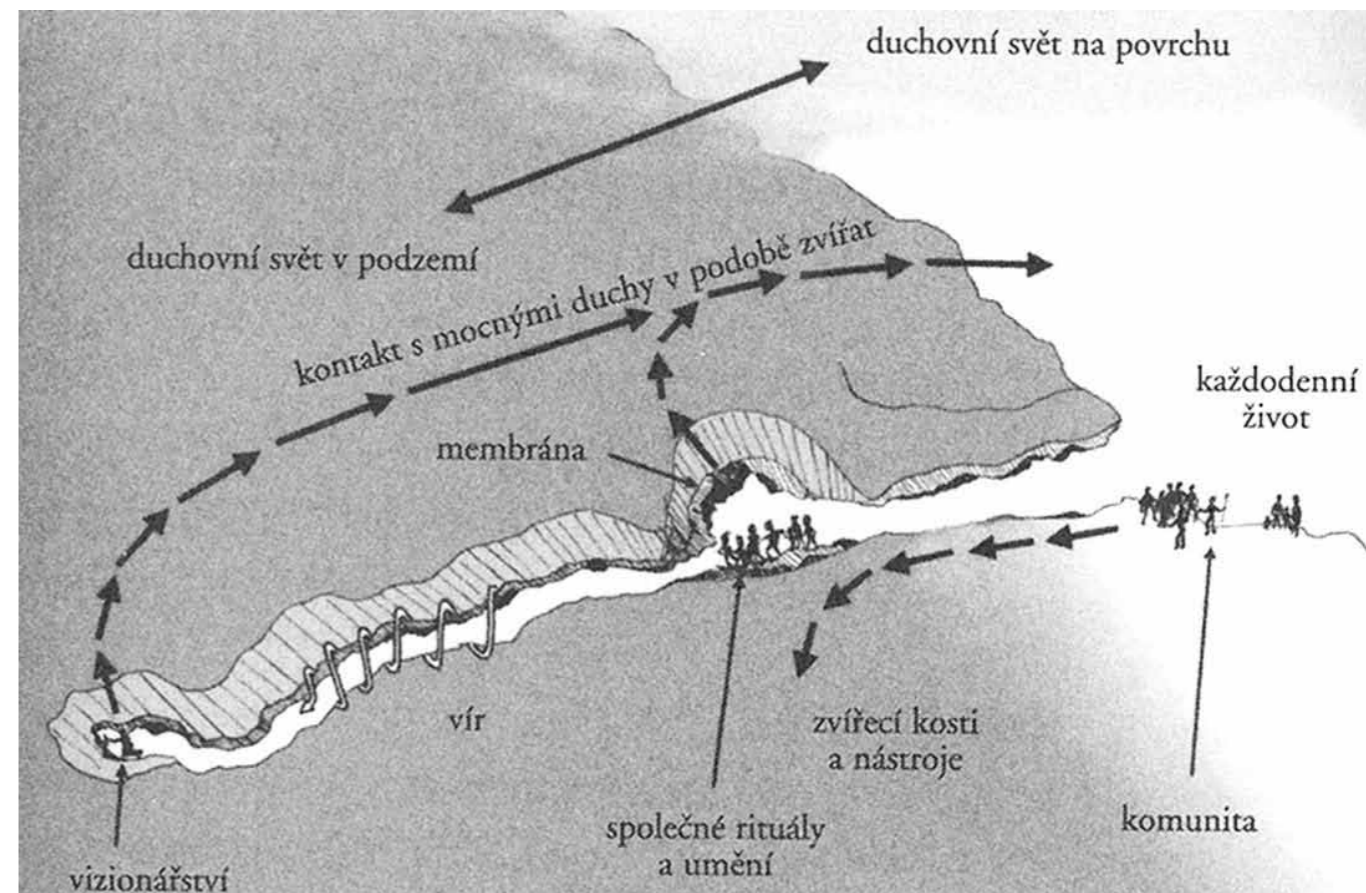 duchovní svět na povrchu
duchovní svět v podzemí
kontakt s mocnými duchy v podobě zvířat
každodenní
život
membrána
vír
zvířecí kosti
a nástroje
společné rituály
a umění
komunita
vizionářství